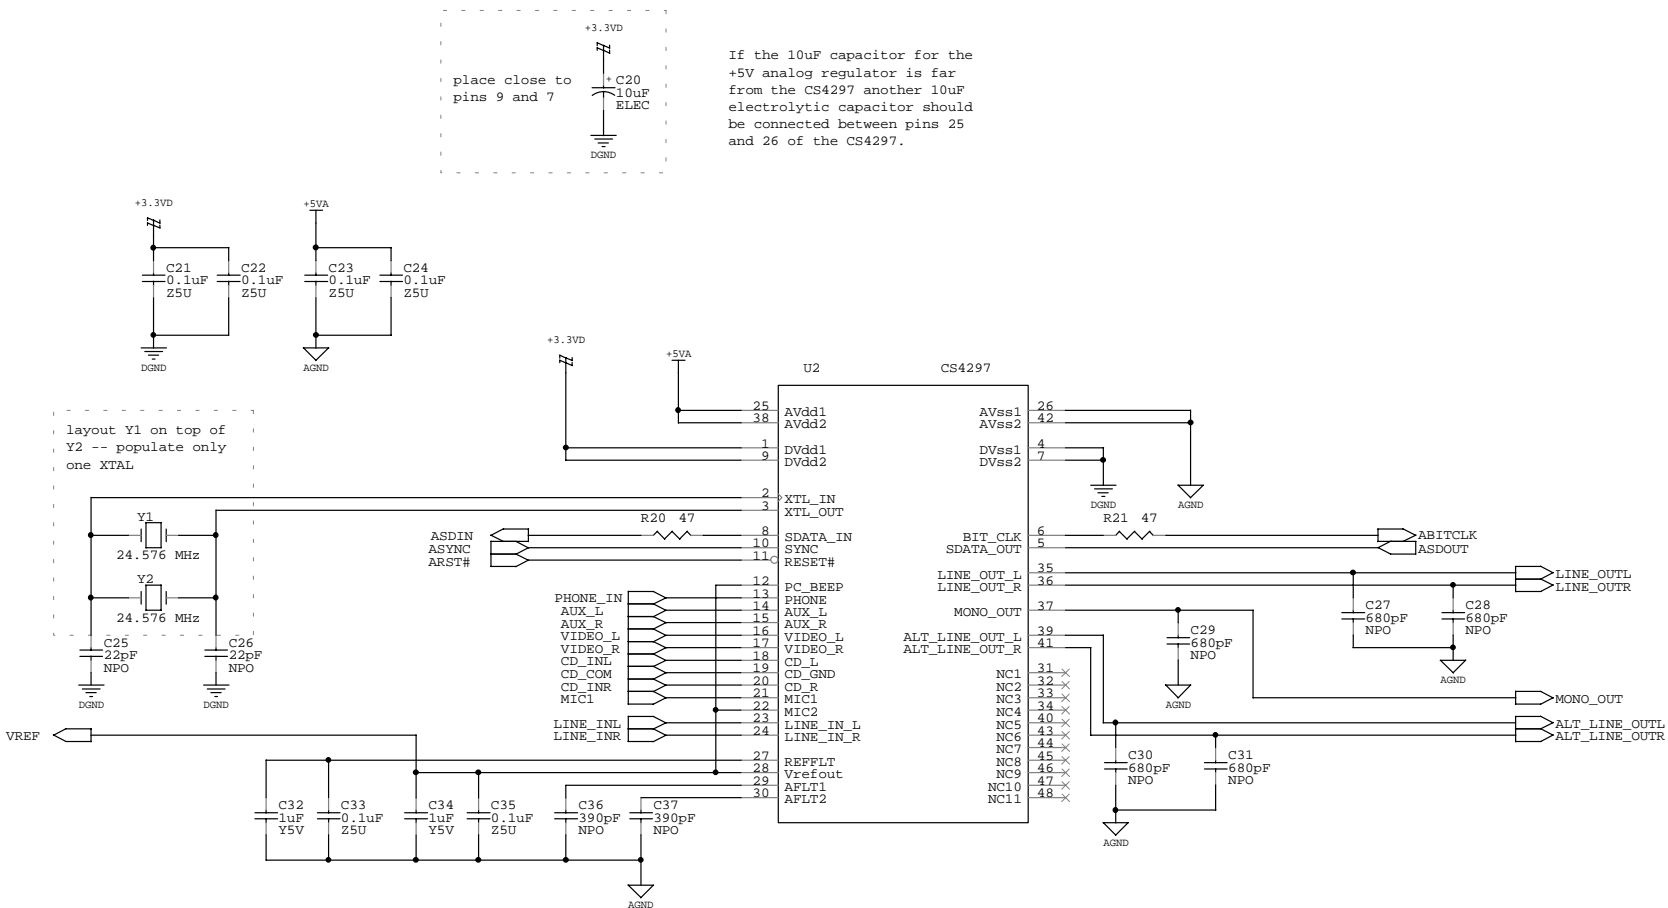 +3.3VD
place close to
pins 9 and 7
+
C20
10uF
ELEC
DGND
If the 10uF capacitor for the
+5V analog regulator is far
from the CS4297 another 10uF
electrolytic capacitor should
be connected between pins 25
and 26 of the CS4297.
+3.3VD
C21
0.1uF
Z5U
C22
0.1uF
Z5U
DGND
+5VA
C23
0.1uF
Z5U
C24
0.1uF
Z5U
AGND
+3.3VD
+5VA
U2
CS4297
layout Y1 on top of
Y2 -- populate only
one XTAL
Y1
24.576 MHz
Y2
24.576 MHz
C25
22pF
NPO
DGND
C26
22pF
NPO
DGND
25 AVdd1
38 AVdd2
1 DVdd1
9 DVdd2
2 XTL_IN
3 XTL_OUT
ASDIN R20 47 8 SDATA_IN
ASYNC 10 SYNC
ARST# 11 RESET#
12 PC_BEEP
PHONE_IN 13 PHONE
AUX_L 14 AUX_L
AUX_R 15 AUX_R
VIDEO_L 16 VIDEO_L
VIDEO_R 17 VIDEO_R
CD_INL 18 CD_L
CD_COM 19 CD_GND
CD_INR 20 CD_R
MIC1 21 MIC1
22 MIC2
LINE_INL 23 LINE_IN_L
LINE_INR 24 LINE_IN_R
VREF
27 REFFLT
28 Vrefout
29 AFLT1
30 AFLT2
C32
1uF
Y5V
C33
0.1uF
Z5U
C34
1uF
Y5V
C35
0.1uF
Z5U
C36
390pF
NPO
C37
390pF
NPO
AGND
AVss1 26
AVss2 42
DVss1 4
DVss2 7
DGND
AGND
BIT_CLK 6 R21 47 ABITCLK
SDATA_OUT 5 ASDOUT
LINE_OUT_L 35 LINE_OUTL
LINE_OUT_R 36 LINE_OUTR
MONO_OUT 37
ALT_LINE_OUT_L 39
ALT_LINE_OUT_R 41
C27
680pF
NPO
C28
680pF
NPO
AGND
C29
680pF
NPO
AGND
NC1 31
NC2 32
NC3 33
NC4 34
NC5 40
NC6 43
NC7 44
NC8 45
NC9 46
NC10 47
NC11 48
MONO_OUT
ALT_LINE_OUTL
ALT_LINE_OUTR
C30
680pF
NPO
C31
680pF
NPO
AGND